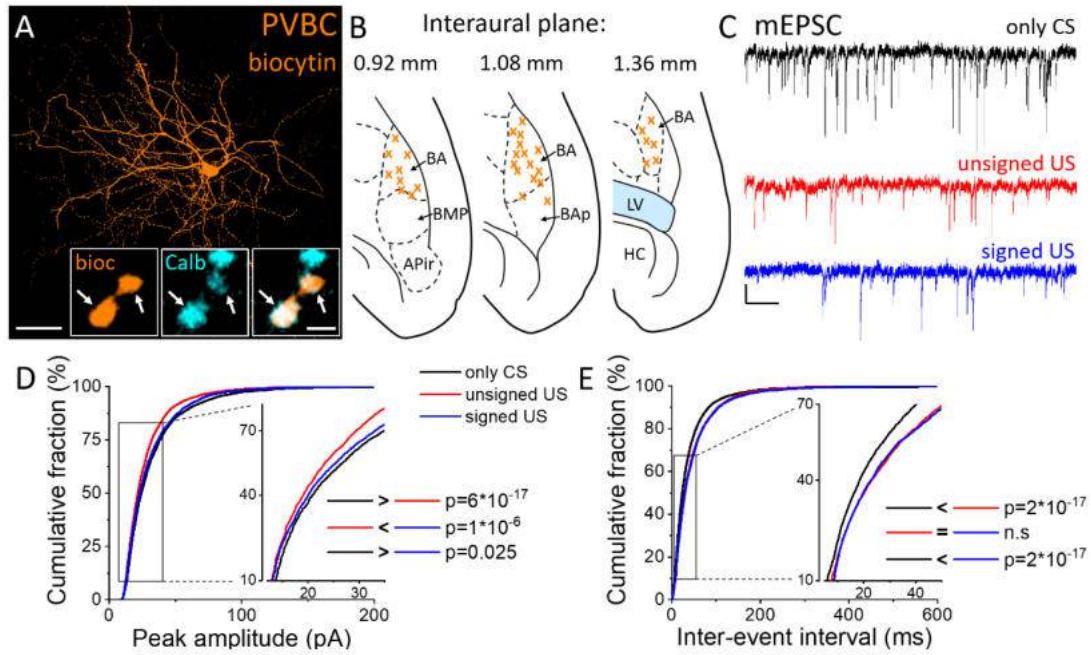 A
PVBC
biocytin
bioc
Calb
B
Interaural plane:
0.92 mm
1.08 mm
1.36 mm
BA
BMP
APir
BA
BAp
BA
LV
HC
C
mEPSC
only CS
unsigned US
signed US
D
Cumulative fraction (%)
100
75
50
25
0
0
100
200
Peak amplitude (pA)
only CS
unsigned US
signed US
70
40
10
20
30
> p=6*10-17
< p=1*10-6
> p=0.025
E
Cumulative fraction (%)
100
80
60
40
20
0
0
200
400
600
Inter-event interval (ms)
70
40
10
20
40
< p=2*10-17
= n.s
< p=2*10-17